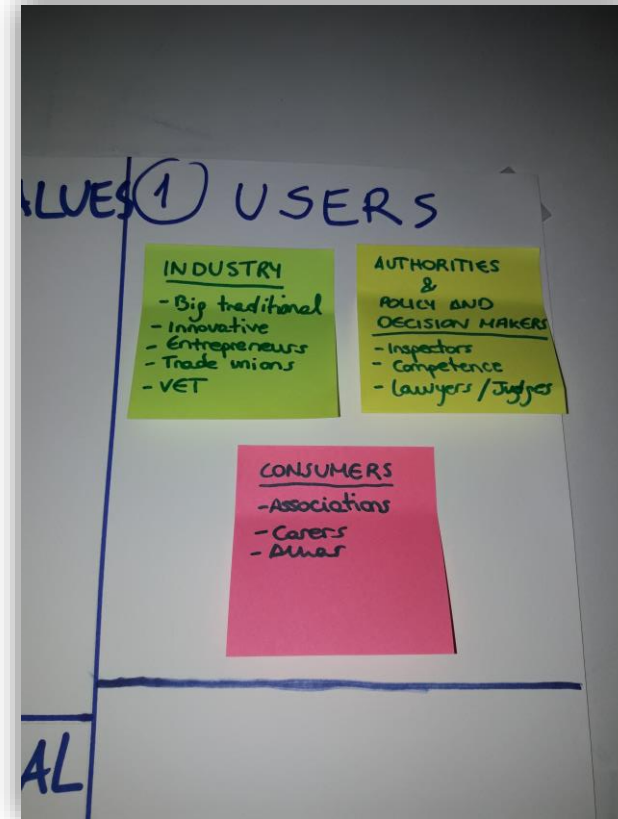 ALUES
① USERS
INDUSTRY
- Big traditional
- Innovative
- Entrepreneurs
- Trade unions
- VET
AUTHORITIES
&
POLICY AND
DECISION MAKERS
- Inspectors
- Competence
- Lawyers / Judges
CONSUMERS
- Associations
- Carers
AL